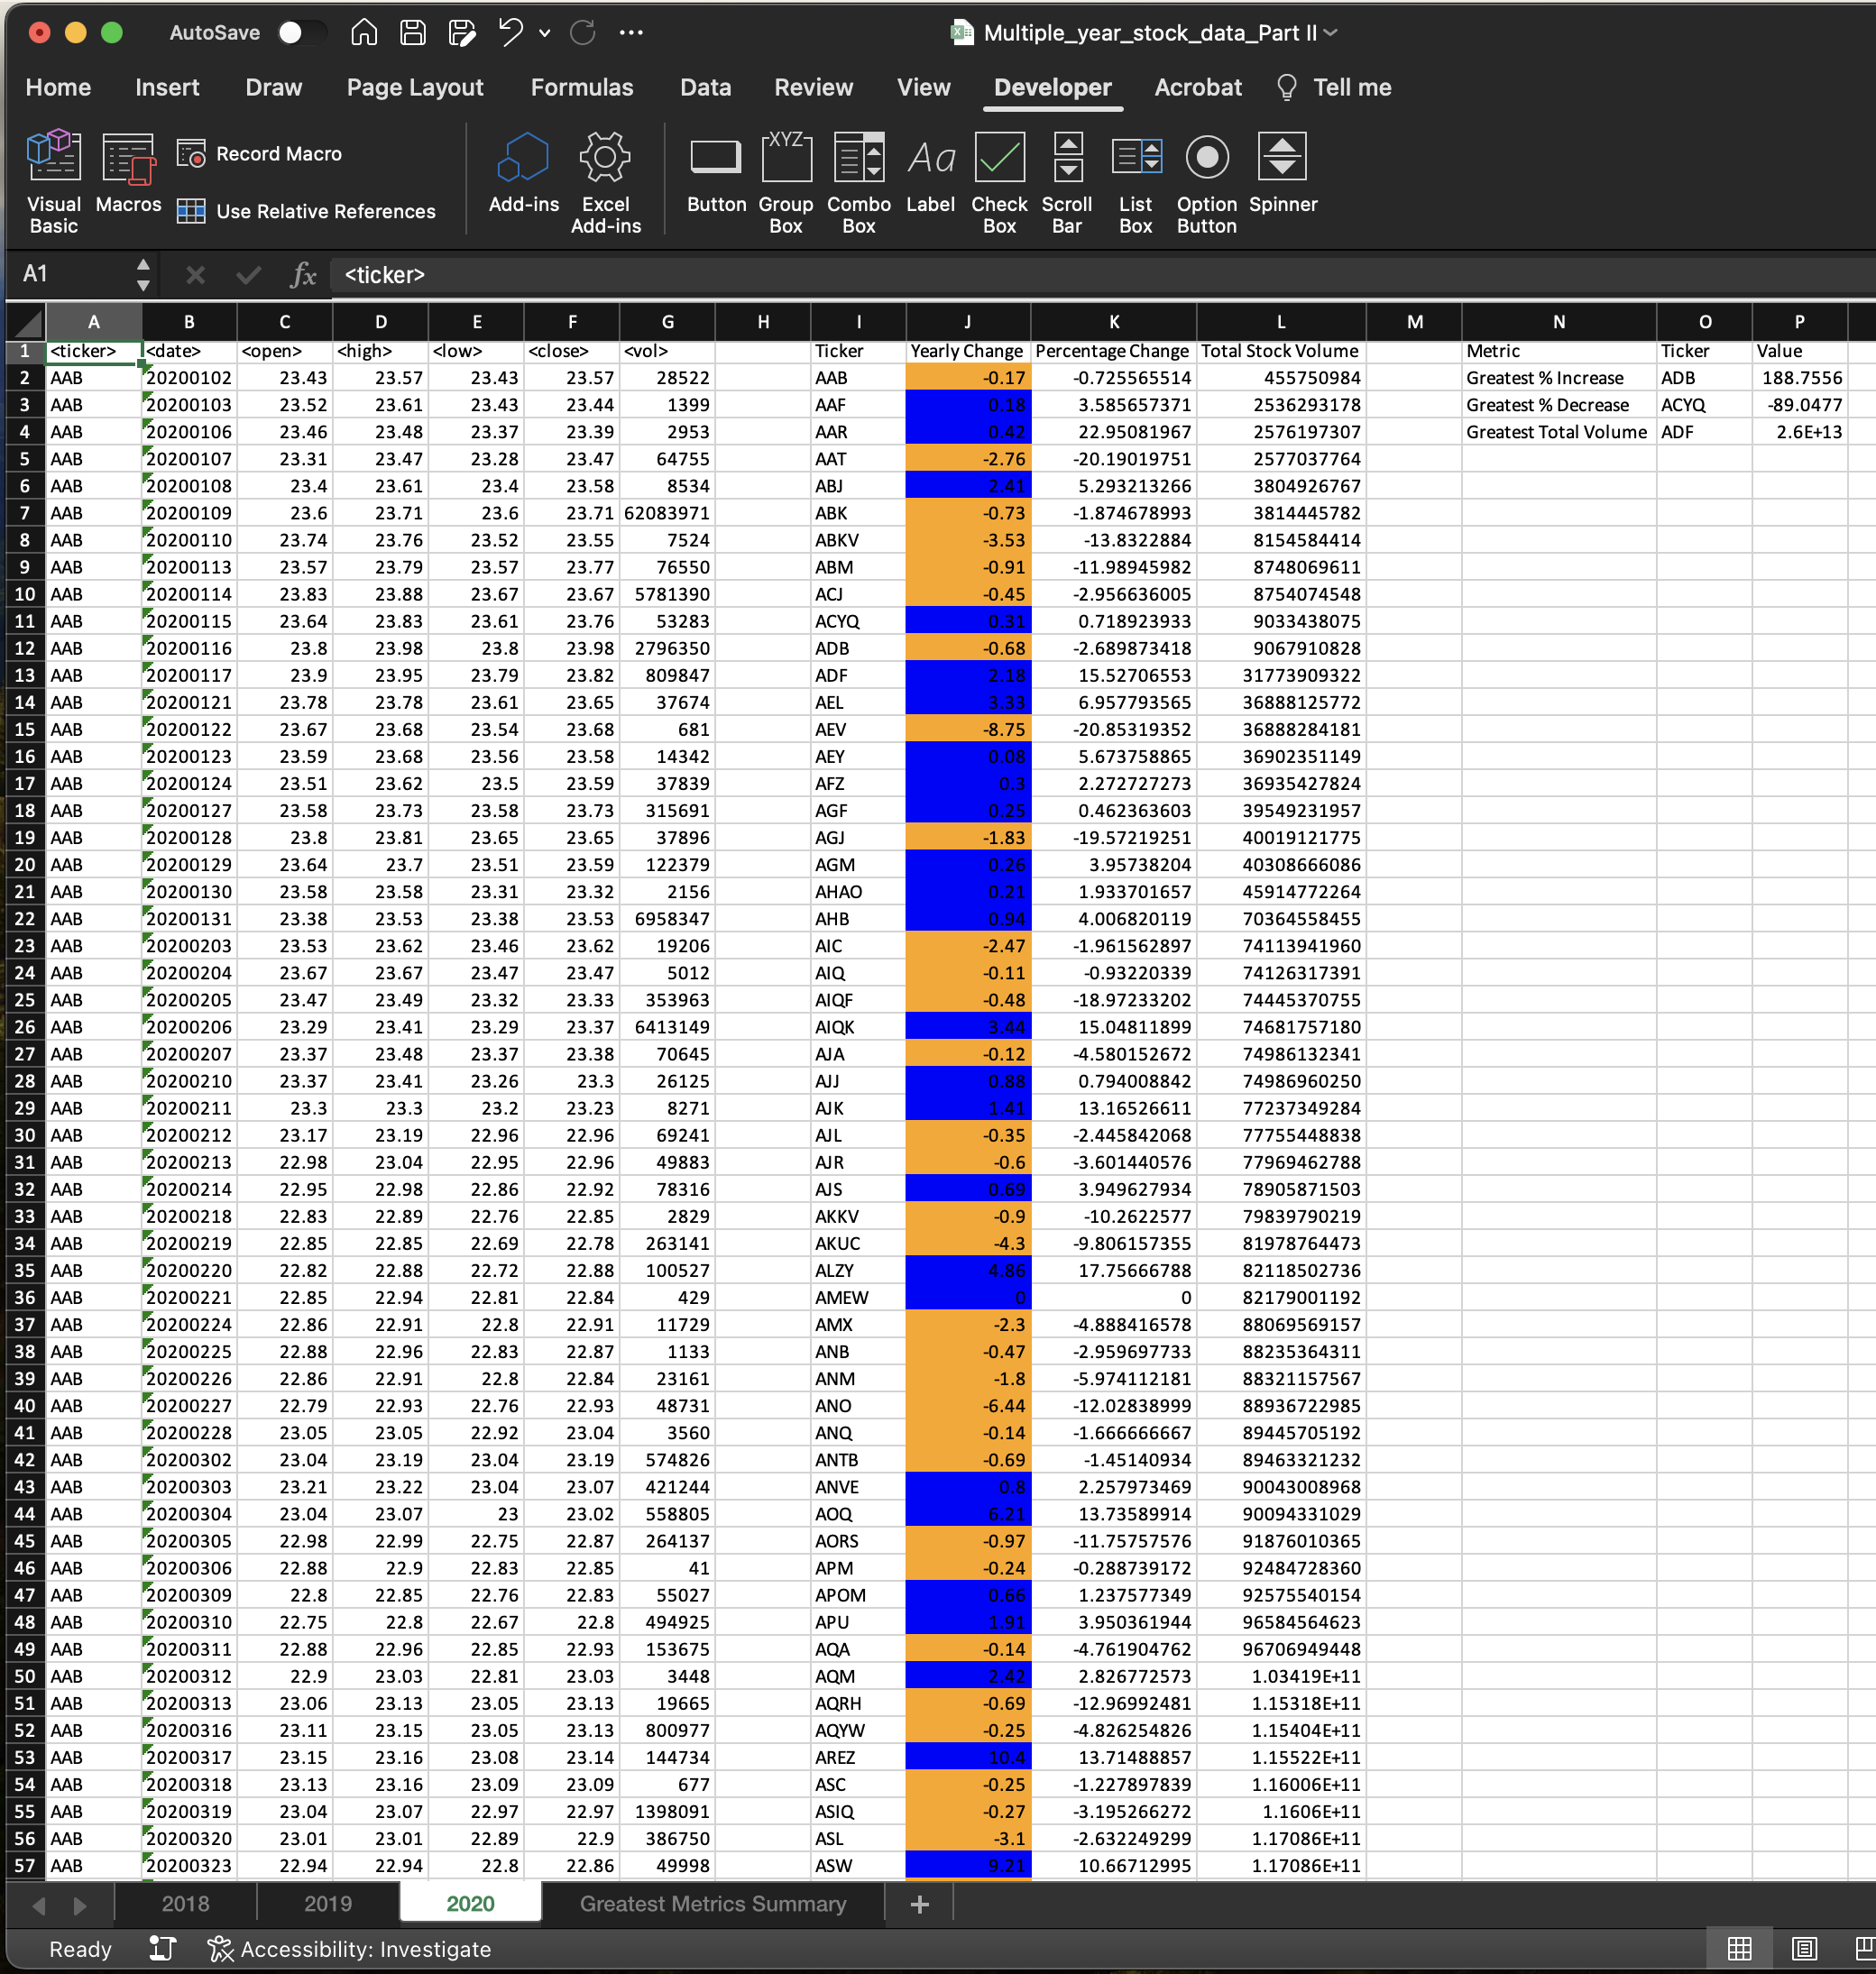 AutoSave Multiple_year_stock_data_Part II
Home Insert Draw Page Layout Formulas Data Review View Developer Acrobat Tell me
Visual Basic Macros Record Macro Use Relative References Add-ins Excel Add-ins Button Group Box Combo Box Label Check Box Scroll Bar List Box Option Button Spinner
A1 fx <ticker>
A B C D E F G H I J K L M N O P
1 <ticker> <date> <open> <high> <low> <close> <vol> Ticker Yearly Change Percentage Change Total Stock Volume Metric Ticker Value
2 AAB 20200102 23.43 23.57 23.43 23.57 28522 AAB -0.17 -0.725565514 455750984 Greatest % Increase ADB 188.7556
3 AAB 20200103 23.52 23.61 23.43 23.44 1399 AAF 0.18 3.585657371 2536293178 Greatest % Decrease ACYQ -89.0477
4 AAB 20200106 23.46 23.48 23.37 23.39 2953 AAR 0.42 22.95081967 2576197307 Greatest Total Volume ADF 2.6E+13
5 AAB 20200107 23.31 23.47 23.28 23.47 64755 AAT -2.76 -20.19019751 2577037764
6 AAB 20200108 23.4 23.61 23.4 23.58 8534 ABJ 2.41 5.293213266 3804926767
7 AAB 20200109 23.6 23.71 23.6 23.71 62083971 ABK -0.73 -1.874678993 3814445782
8 AAB 20200110 23.74 23.76 23.52 23.55 7524 ABKV -3.53 -13.8322884 8154584414
9 AAB 20200113 23.57 23.79 23.57 23.77 76550 ABM -0.91 -11.98945982 8748069611
10 AAB 20200114 23.83 23.88 23.67 23.67 5781390 ACJ -0.45 -2.956636005 8754074548
11 AAB 20200115 23.64 23.83 23.61 23.76 53283 ACYQ 0.31 0.718923933 9033438075
12 AAB 20200116 23.8 23.98 23.8 23.98 2796350 ADB -0.68 -2.689873418 9067910828
13 AAB 20200117 23.9 23.95 23.79 23.82 809847 ADF 2.18 15.52706553 31773909322
14 AAB 20200121 23.78 23.78 23.61 23.65 37674 AEL 3.33 6.957793565 36888125772
15 AAB 20200122 23.67 23.68 23.54 23.68 681 AEV -8.75 -20.85319352 36888284181
16 AAB 20200123 23.59 23.68 23.56 23.58 14342 AEY 0.08 5.673758865 36902351149
17 AAB 20200124 23.51 23.62 23.5 23.59 37839 AFZ 0.3 2.272727273 36935427824
18 AAB 20200127 23.58 23.73 23.58 23.73 315691 AGF 0.25 0.462363603 39549231957
19 AAB 20200128 23.8 23.81 23.65 23.65 37896 AGJ -1.83 -19.57219251 40019121775
20 AAB 20200129 23.64 23.7 23.51 23.59 122379 AGM 0.26 3.95738204 40308666086
21 AAB 20200130 23.58 23.58 23.31 23.32 2156 AHAO 0.21 1.933701657 45914772264
22 AAB 20200131 23.38 23.53 23.38 23.53 6958347 AHB 0.94 4.006820119 70364558455
23 AAB 20200203 23.53 23.62 23.46 23.62 19206 AIC -2.47 -1.961562897 74113941960
24 AAB 20200204 23.67 23.67 23.47 23.47 5012 AIQ -0.11 -0.93220339 74126317391
25 AAB 20200205 23.47 23.49 23.32 23.33 353963 AIQF -0.48 -18.97233202 74445370755
26 AAB 20200206 23.29 23.41 23.29 23.37 6413149 AIQK 3.44 15.04811899 74681757180
27 AAB 20200207 23.37 23.48 23.37 23.38 70645 AJA -0.12 -4.580152672 74986132341
28 AAB 20200210 23.37 23.41 23.26 23.3 26125 AJJ 0.88 0.794008842 74986960250
29 AAB 20200211 23.3 23.3 23.2 23.23 8271 AJK 1.41 13.16526611 77237349284
30 AAB 20200212 23.17 23.19 22.96 22.96 69241 AJL -0.35 -2.445842068 77755448838
31 AAB 20200213 22.98 23.04 22.95 22.96 49883 AJR -0.6 -3.601440576 77969462788
32 AAB 20200214 22.95 22.98 22.86 22.92 78316 AJS 0.69 3.949627934 78905871503
33 AAB 20200218 22.83 22.89 22.76 22.85 2829 AKKV -0.9 -10.2622577 79839790219
34 AAB 20200219 22.85 22.85 22.69 22.78 263141 AKUC -4.3 -9.806157355 81978764473
35 AAB 20200220 22.82 22.88 22.72 22.88 100527 ALZY 4.86 17.75666788 82118502736
36 AAB 20200221 22.85 22.94 22.81 22.84 429 AMEW 0 0 82179001192
37 AAB 20200224 22.86 22.91 22.8 22.91 11729 AMX -2.3 -4.888416578 88069569157
38 AAB 20200225 22.88 22.96 22.83 22.87 1133 ANB -0.47 -2.959697733 88235364311
39 AAB 20200226 22.86 22.91 22.8 22.84 23161 ANM -1.8 -5.974112181 88321157567
40 AAB 20200227 22.79 22.93 22.76 22.93 48731 ANO -6.44 -12.02838999 88936722985
41 AAB 20200228 23.05 23.05 22.92 23.04 3560 ANQ -0.14 -1.666666667 89445705192
42 AAB 20200302 23.04 23.19 23.04 23.19 574826 ANTB -0.69 -1.45140934 89463321232
43 AAB 20200303 23.21 23.22 23.04 23.07 421244 ANVE 0.8 2.257973469 90043008968
44 AAB 20200304 23.04 23.07 23 23.02 558805 AOQ 6.21 13.73589914 90094331029
45 AAB 20200305 22.98 22.99 22.75 22.87 264137 AORS -0.97 -11.75757576 91876010365
46 AAB 20200306 22.88 22.9 22.83 22.85 41 APM -0.24 -0.288739172 92484728360
47 AAB 20200309 22.8 22.85 22.76 22.83 55027 APOM 0.66 1.237577349 92575540154
48 AAB 20200310 22.75 22.8 22.67 22.8 494925 APU 1.91 3.950361944 96584564623
49 AAB 20200311 22.88 22.96 22.85 22.93 153675 AQA -0.14 -4.761904762 96706949448
50 AAB 20200312 22.9 23.03 22.81 23.03 3448 AQM 2.42 2.826772573 1.03419E+11
51 AAB 20200313 23.06 23.13 23.05 23.13 19665 AQRH -0.69 -12.96992481 1.15318E+11
52 AAB 20200316 23.11 23.15 23.05 23.13 800977 AQYW -0.25 -4.826254826 1.15404E+11
53 AAB 20200317 23.15 23.16 23.08 23.14 144734 AREZ 10.4 13.71488857 1.15522E+11
54 AAB 20200318 23.13 23.16 23.09 23.09 677 ASC -0.25 -1.227897839 1.16006E+11
55 AAB 20200319 23.04 23.07 22.97 22.97 1398091 ASIQ -0.27 -3.195266272 1.1606E+11
56 AAB 20200320 23.01 23.01 22.89 22.9 386750 ASL -3.1 -2.632249299 1.17086E+11
57 AAB 20200323 22.94 22.94 22.8 22.86 49998 ASW 9.21 10.66712995 1.17086E+11
2018 2019 2020 Greatest Metrics Summary +
Ready Accessibility: Investigate